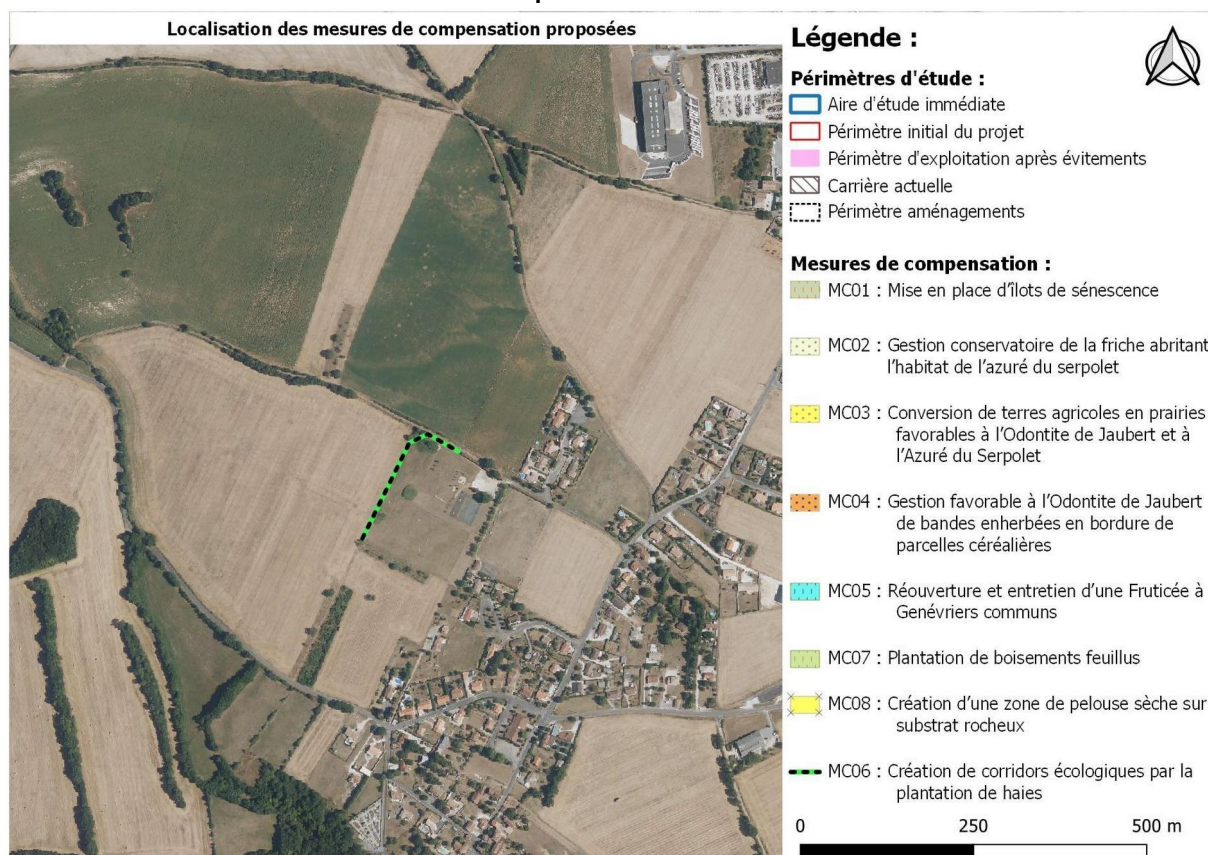 Localisation des mesures de compensation proposées
Légende :
Périmètres d'étude :
Aire d'étude immédiate
Périmètre initial du projet
Périmètre d'exploitation après évitements
Carrière actuelle
Périmètre aménagements
Mesures de compensation :
MC01 : Mise en place d'îlots de sénescence
MC02 : Gestion conservatoire de la friche abritant
l'habitat de l'azuré du serpolet
MC03 : Conversion de terres agricoles en prairies
favorables à l'Odontite de Jaubert et à
l'Azuré du Serpolet
MC04 : Gestion favorable à l'Odontite de Jaubert
de bandes enherbées en bordure de
parcelles céréalières
MC05 : Réouverture et entretien d'une Fruticée à
Genévriers communs
MC07 : Plantation de boisements feuillus
MC08 : Création d'une zone de pelouse sèche sur
substrat rocheux
MC06 : Création de corridors écologiques par la
plantation de haies
0 250 500 m